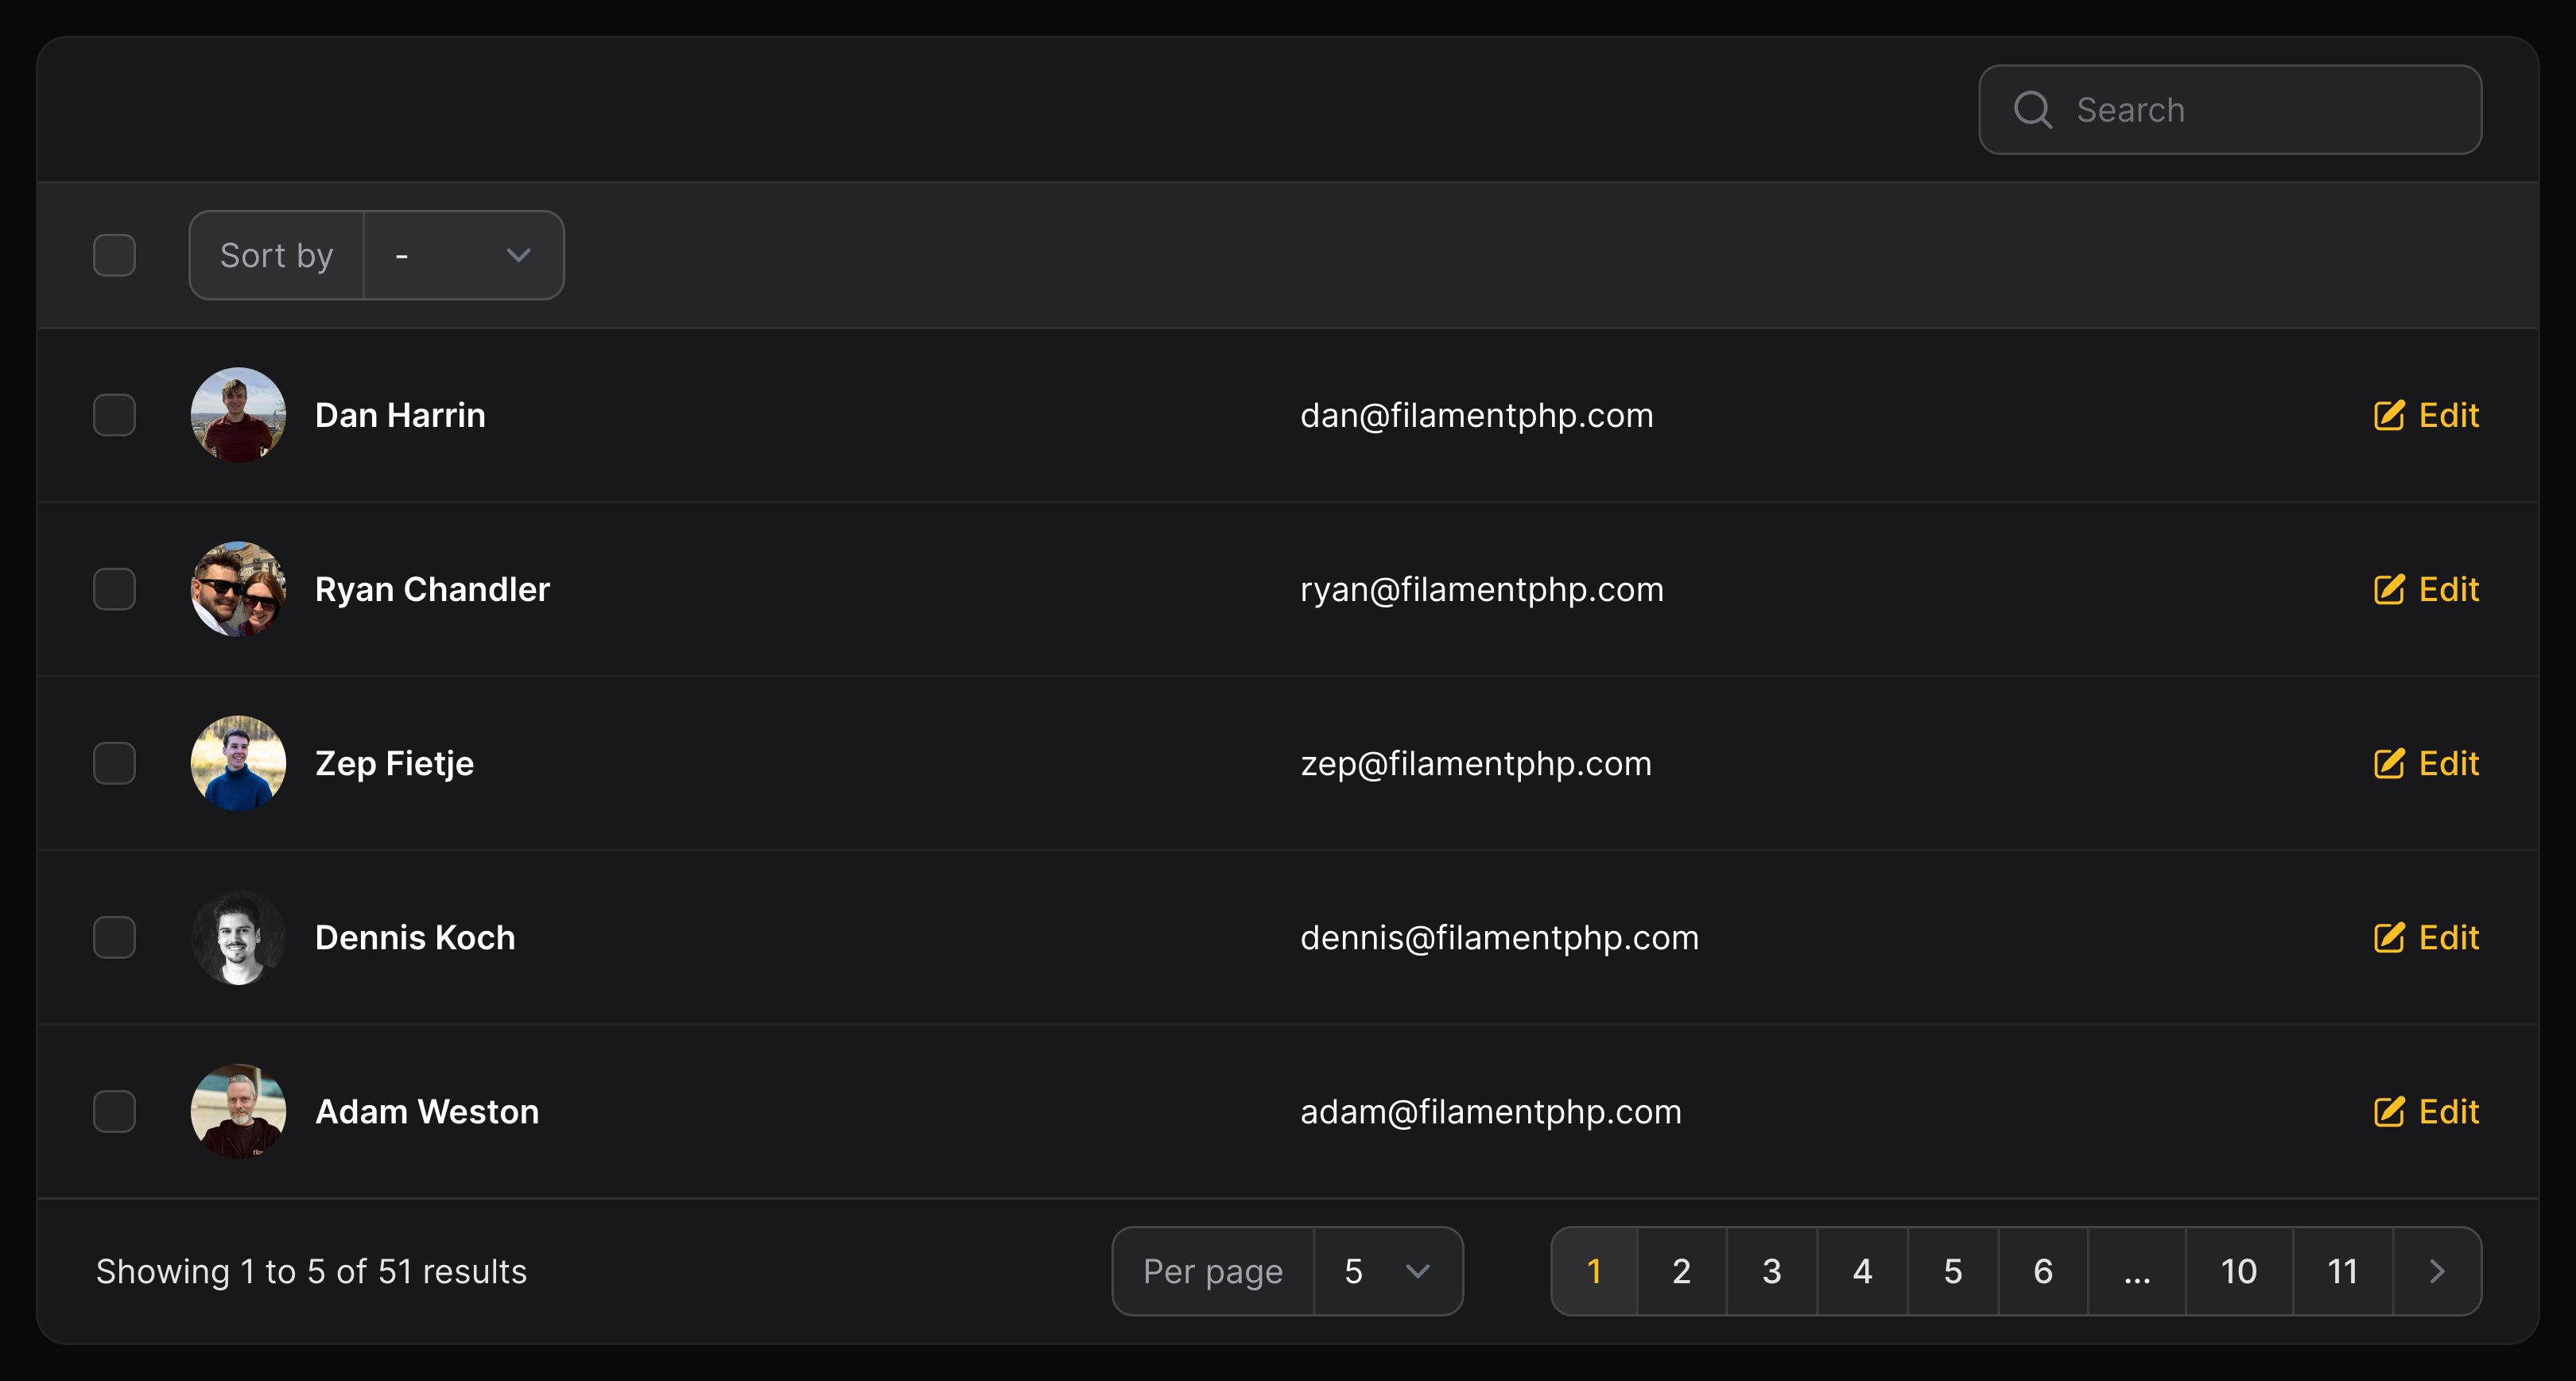 Search
Sort by -
Dan Harrin dan@filamentphp.com Edit
Ryan Chandler ryan@filamentphp.com Edit
Zep Fietje zep@filamentphp.com Edit
Dennis Koch dennis@filamentphp.com Edit
Adam Weston adam@filamentphp.com Edit
Showing 1 to 5 of 51 results Per page 5 1 2 3 4 5 6 ... 10 11